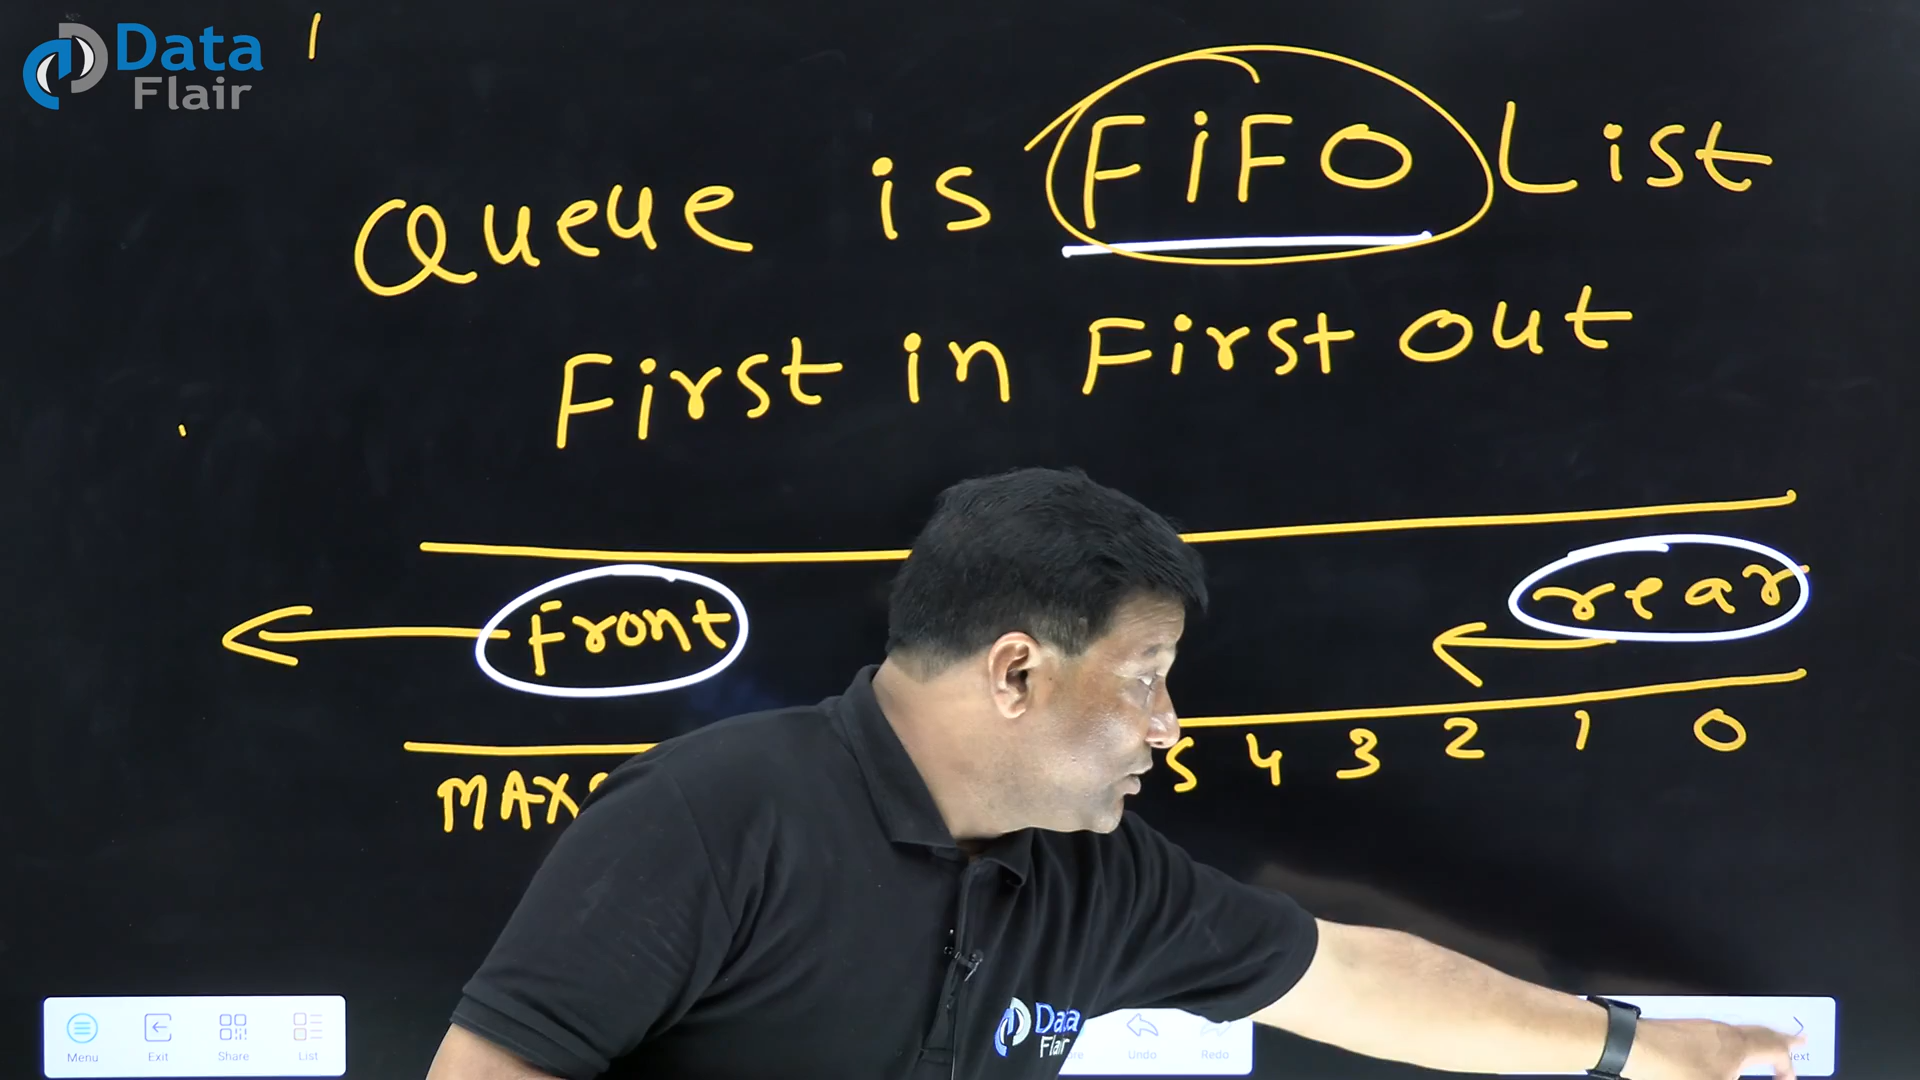 Data
Flair
Queue is FiFO List
First in First out
Front
rear
5 4 3 2 1 0
Data
Flair
Menu
Exit
Share
List
Undo
Redo